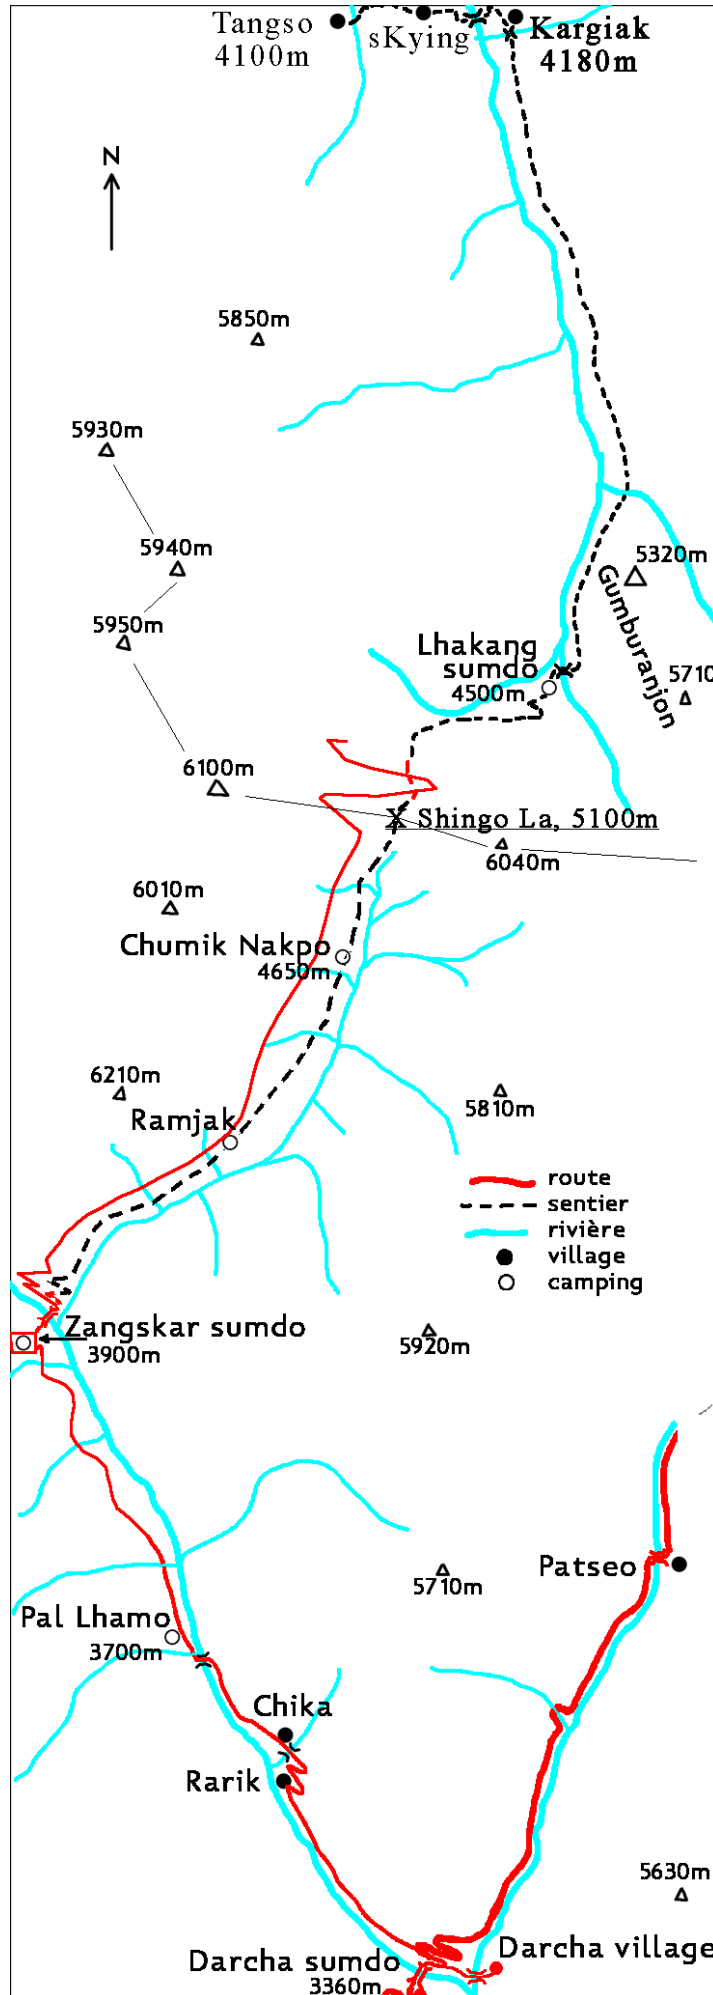 Tangso
4100m
sKying
Kargiak
4180m
N
5850m
5930m
5940m
5320m
Gumburanjon
5950m
Lhakang
sumdo
4500m
5710
6100m
X Shingo La, 5100m
6040m
6010m
Chumik Nakpo
4650m
6210m
5810m
Ramjak
route
sentier
rivière
village
camping
Zangskar sumdo
3900m
5920m
Patseo
5710m
Pal Lhamo
3700m
Chika
Rarik
5630m
Darcha village
Darcha sumdo
3360m